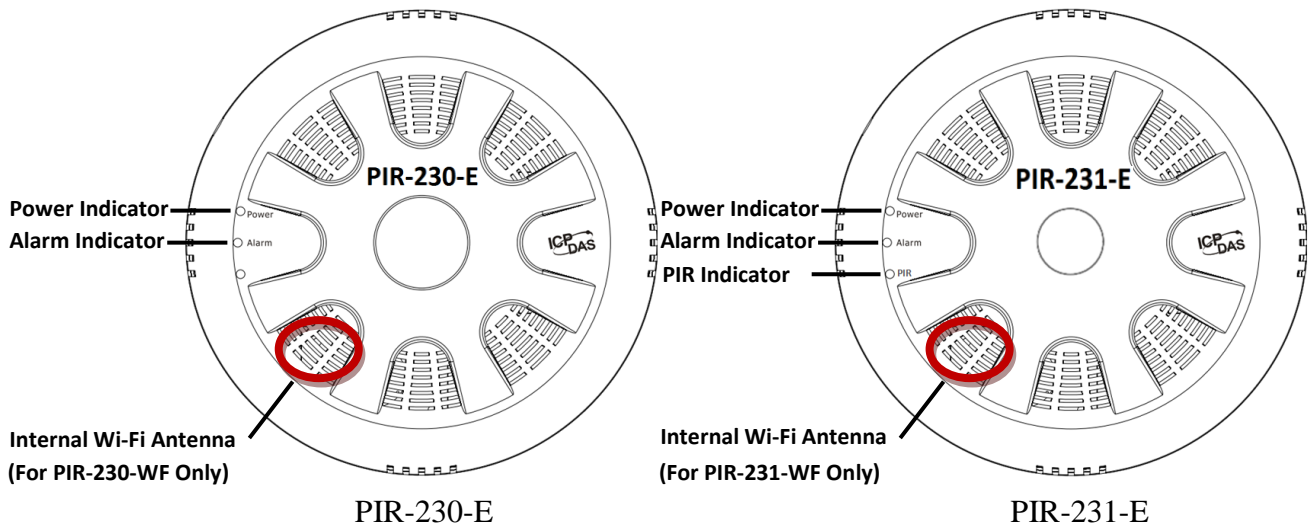 PIR-230-E
Power Indicator
Power
Alarm Indicator
Alarm
ICP
DAS
Internal Wi-Fi Antenna
(For PIR-230-WF Only)
PIR-230-E
PIR-231-E
Power Indicator
Power
Alarm Indicator
Alarm
ICP
DAS
PIR Indicator
PIR
Internal Wi-Fi Antenna
(For PIR-231-WF Only)
PIR-231-E